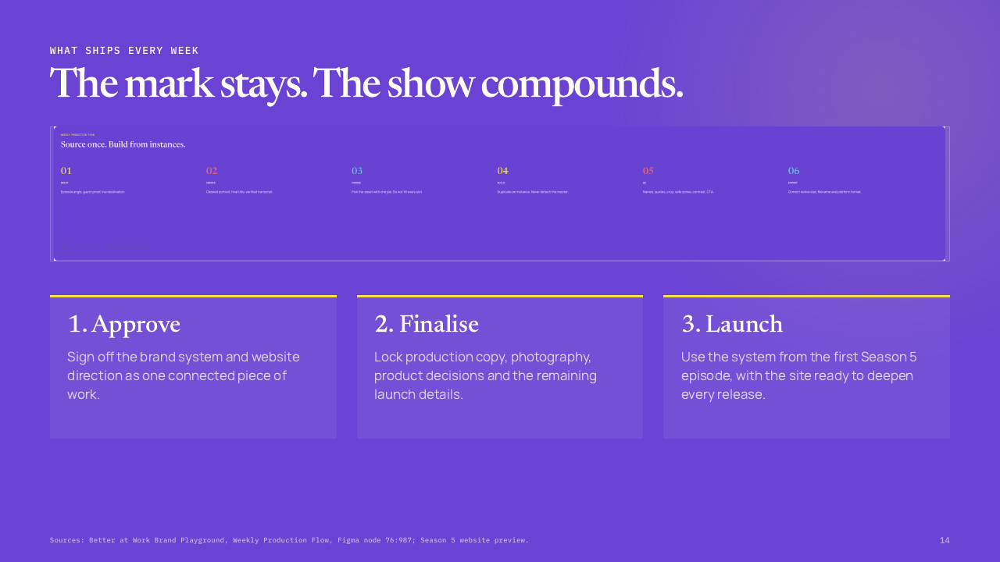 WHAT SHIPS EVERY WEEK
The mark stays. The show compounds.
WEEKLY PRODUCTION FLOW
Source once. Build from instances.
01 02 03 04 05 06
BRIEF SOURCE CHOOSE BUILD QA EXPORT
Episode angle, guest proof, live destination.
Cleared portrait, final title, verified transcript.
Pick the asset with one job. Do not fill every slot.
Duplicate an instance. Never detach the master.
Names, quotes, crop, safe zones, contrast, CTA.
Correct native size, filename and platform format.
1. Approve
Sign off the brand system and website
direction as one connected piece of
work.
2. Finalise
Lock production copy, photography,
product decisions and the remaining
launch details.
3. Launch
Use the system from the first Season 5
episode, with the site ready to deepen
every release.
Sources: Better at Work Brand Playground, Weekly Production Flow, Figma node 76:987; Season 5 website preview.
14